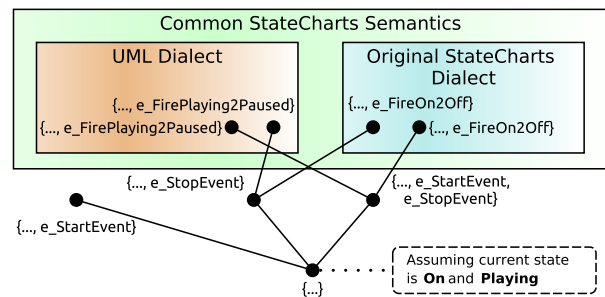 Common StateCharts Semantics
UML Dialect
Original StateCharts
Dialect
{..., e_FirePlaying2Paused}
{..., e_FireOn2Off}
{..., e_FirePlaying2Paused}
{..., e_FireOn2Off}
{..., e_StopEvent}
{..., e_StartEvent,
e_StopEvent}
{..., e_StartEvent}
Assuming current state
is On and Playing
{...}